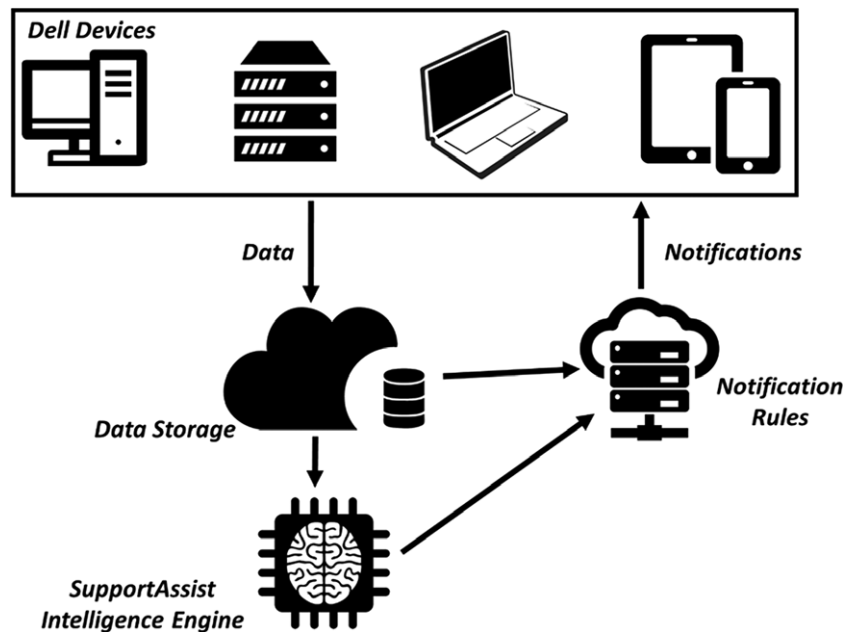 Dell Devices
Data
Notifications
Data Storage
Notification
Rules
SupportAssist
Intelligence Engine